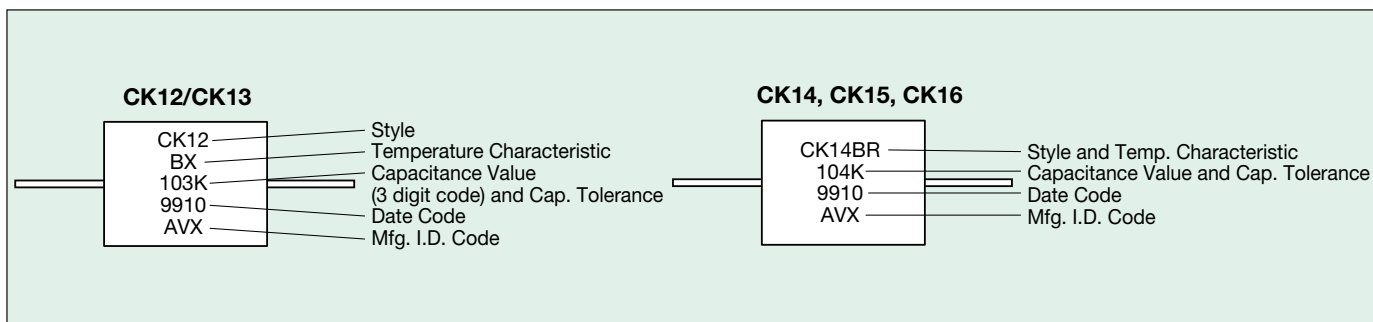 CK12/CK13
CK12
BX
103K
9910
AVX
Style
Temperature Characteristic
Capacitance Value
(3 digit code) and Cap. Tolerance
Date Code
Mfg. I.D. Code
CK14, CK15, CK16
CK14BR
104K
9910
AVX
Style and Temp. Characteristic
Capacitance Value and Cap. Tolerance
Date Code
Mfg. I.D. Code